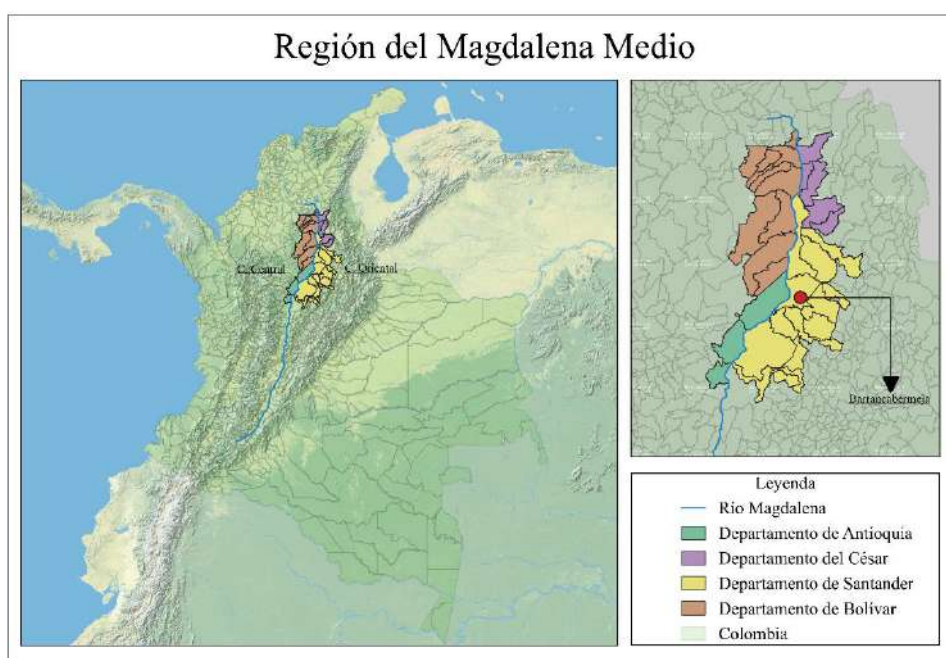 Región del Magdalena Medio
C. Central
C. Oriental
Barrancabermeja
Leyenda
Río Magdalena
Departamento de Antioquia
Departamento del César
Departamento de Santander
Departamento de Bolívar
Colombia